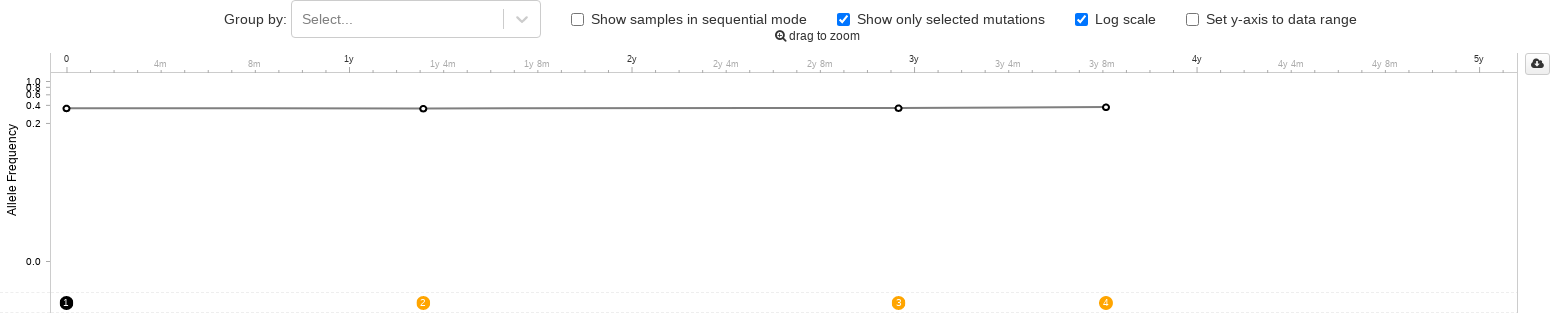 Group by: Select... Show samples in sequential mode Show only selected mutations Log scale Set y-axis to data range
drag to zoom
0 4m 8m 1y 1y 4m 1y 8m 2y 2y 4m 2y 8m 3y 3y 4m 3y 8m 4y 4y 4m 4y 8m 5y
1.0
0.8
0.6
0.4
0.2
Allele Frequency
0.0
1 2 3 4